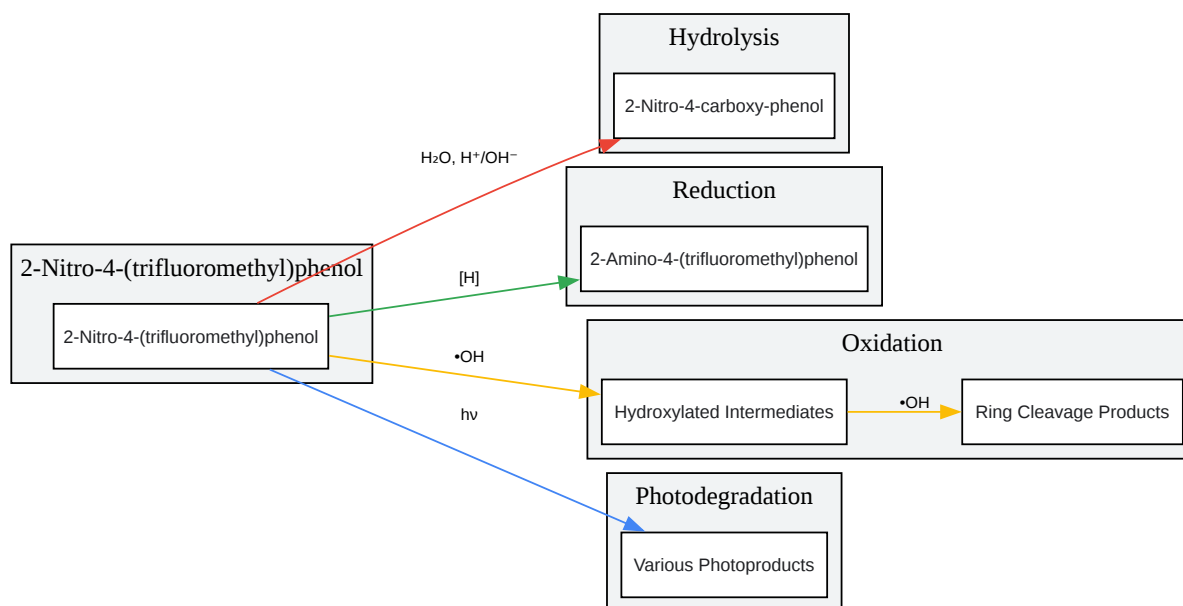 Hydrolysis
2-Nitro-4-carboxy-phenol
H₂O, H⁺/OH⁻
Reduction
2-Amino-4-(trifluoromethyl)phenol
[H]
2-Nitro-4-(trifluoromethyl)phenol
2-Nitro-4-(trifluoromethyl)phenol
Oxidation
•OH
Hydroxylated Intermediates
•OH
Ring Cleavage Products
hν
Photodegradation
Various Photoproducts